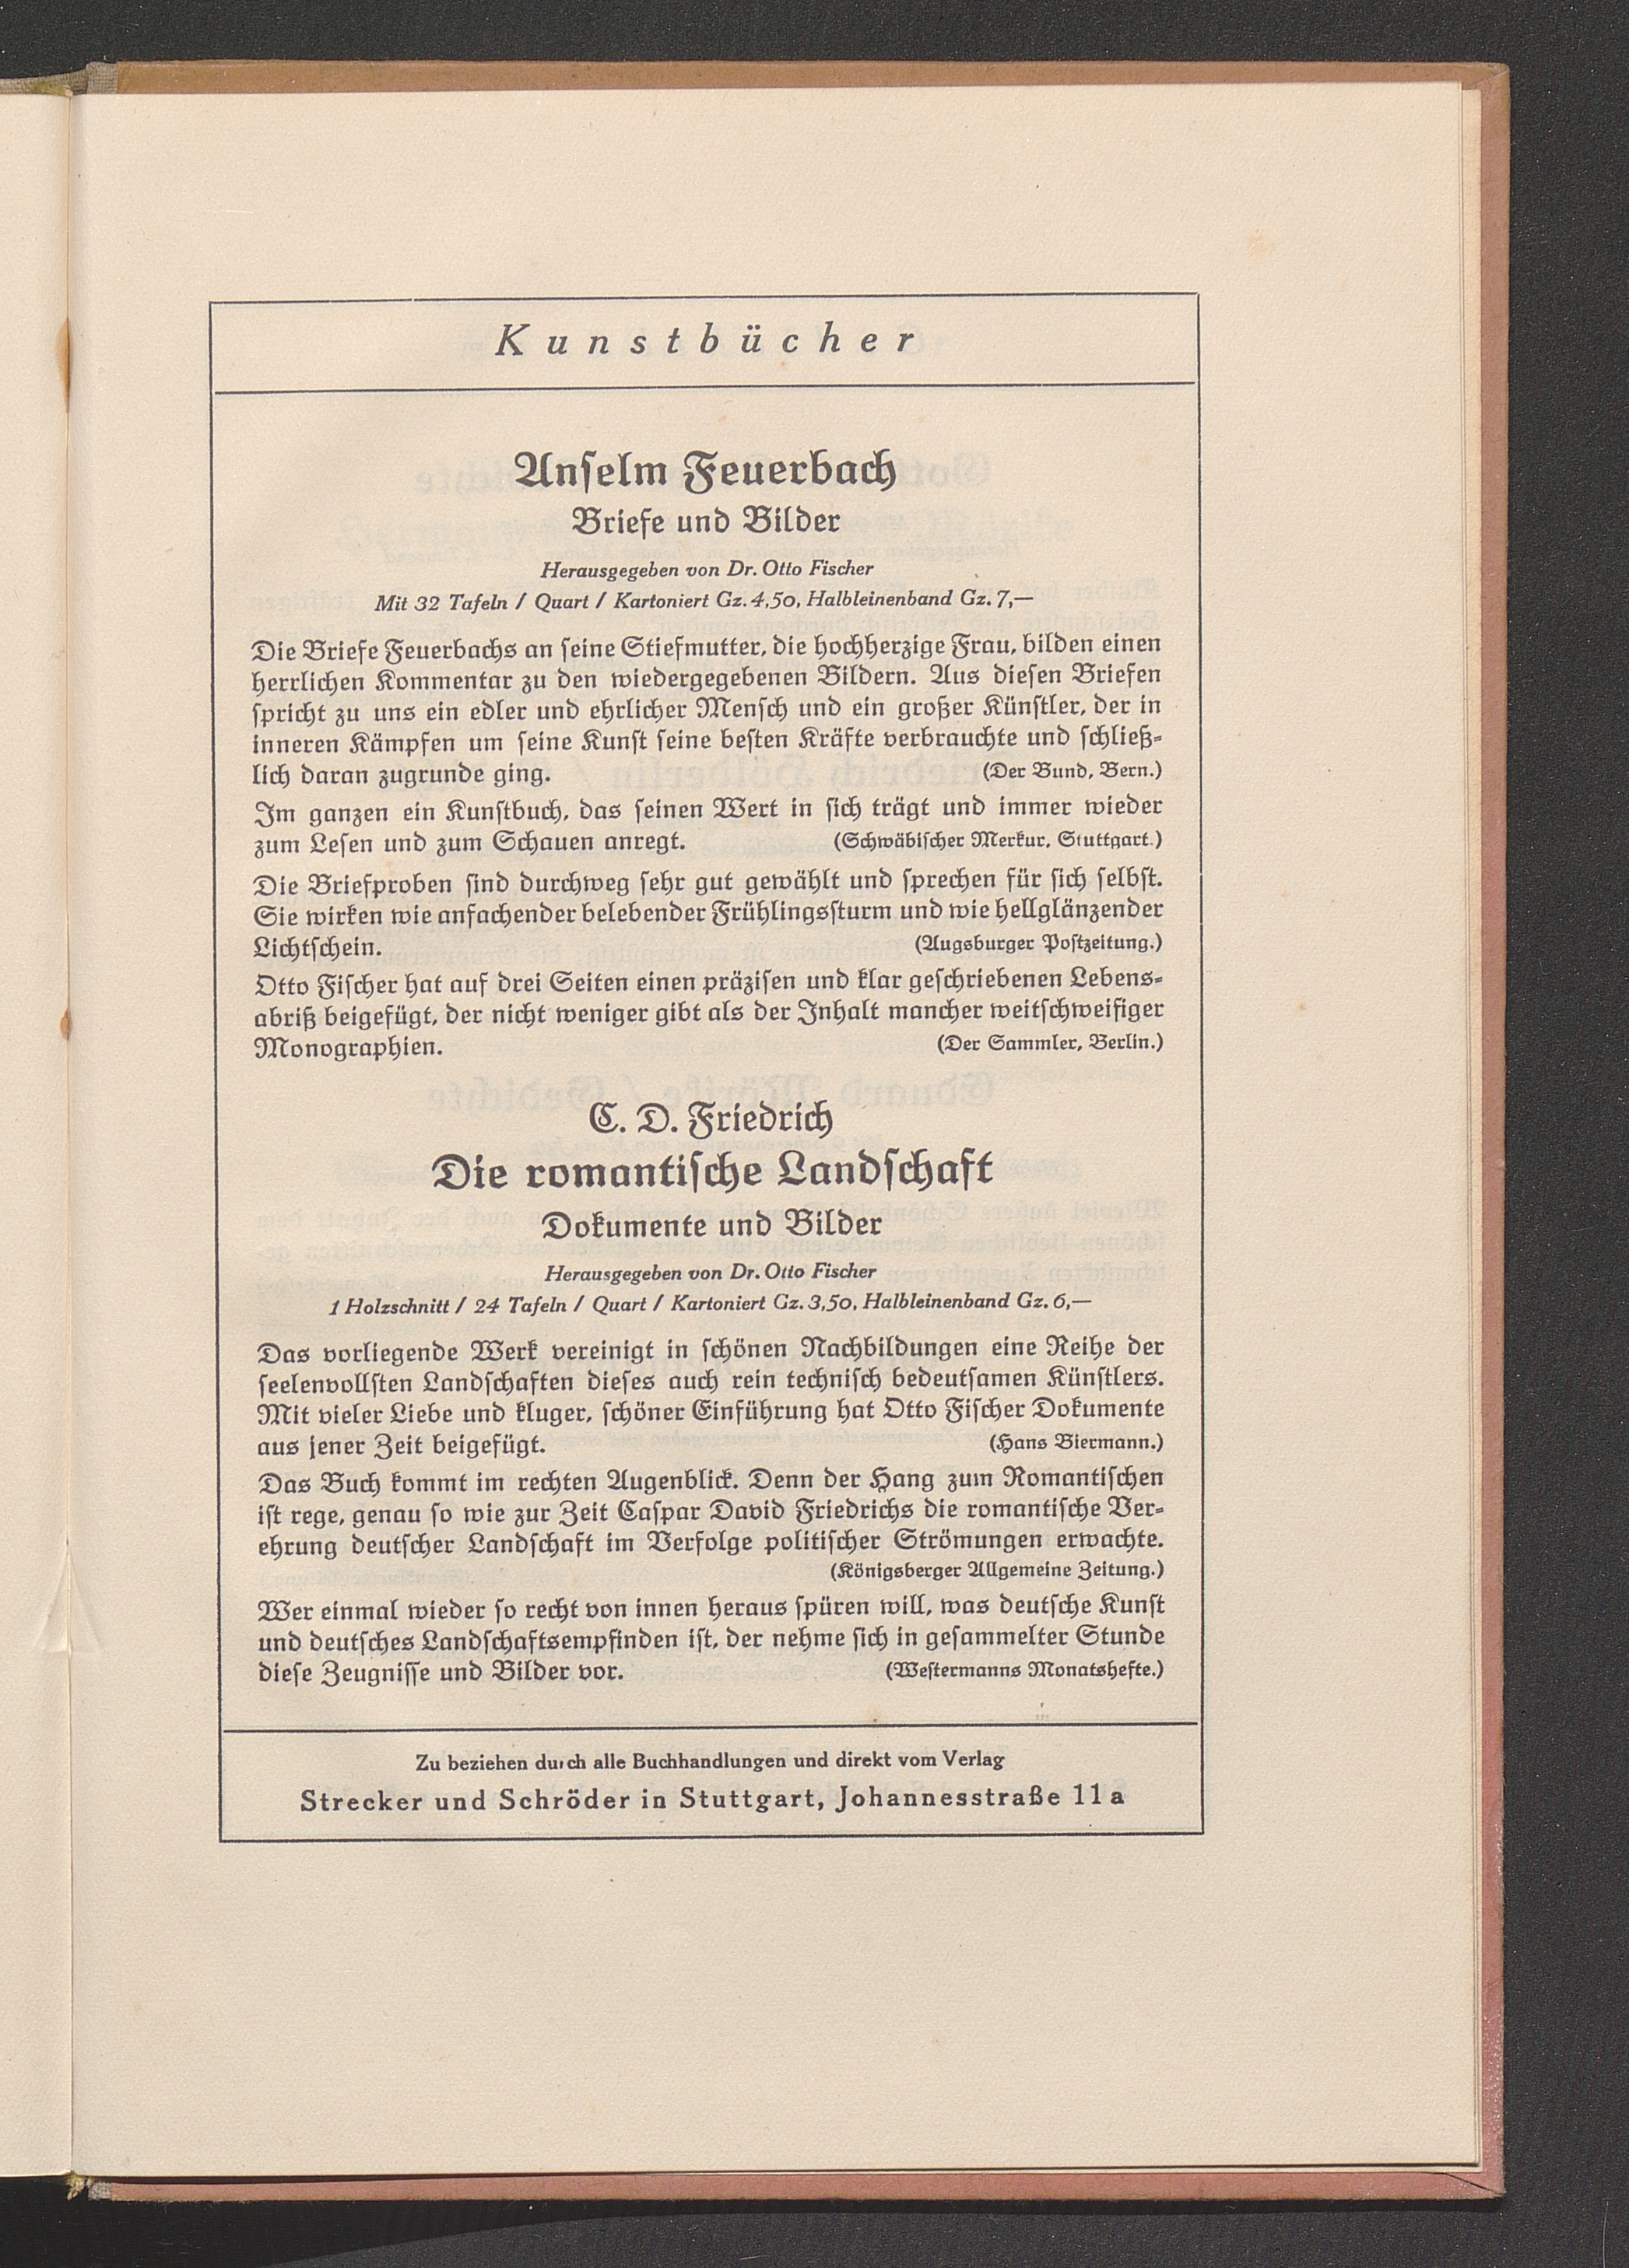 Kunstbücher
Anselm Feuerbach
Briefe und Bilder
Herausgegeben von Dr. Otto Fischer
Mit 32 Tafeln / Quart / Kartoniert Gz. 4,50, Halbleinenband Gz. 7,—
Die Briefe Feuerbachs an seine Stiefmutter, die hochherzige Frau, bilden einen
herrlichen Kommentar zu den wiedergegebenen Bildern. Aus diesen Briefen
spricht zu uns ein edler und ehrlicher Mensch und ein großer Künstler, der in
inneren Kämpfen um seine Kunst seine besten Kräfte verbrauchte und schließ-
lich daran zugrunde ging. (Der Bund, Bern.)
Im ganzen ein Kunstbuch, das seinen Wert in sich trägt und immer wieder
zum Lesen und zum Schauen anregt. (Schwäbischer Merkur, Stuttgart.)
Die Briefproben sind durchweg sehr gut gewählt und sprechen für sich selbst.
Sie wirken wie anfachender belebender Frühlingssturm und wie hellglänzender
Lichtschein. (Augsburger Postzeitung.)
Otto Fischer hat auf drei Seiten einen präzisen und klar geschriebenen Lebens-
abriß beigefügt, der nicht weniger gibt als der Inhalt mancher weitschweifiger
Monographien. (Der Sammler, Berlin.)
C. D. Friedrich
Die romantische Landschaft
Dokumente und Bilder
Herausgegeben von Dr. Otto Fischer
1 Holzschnitt / 24 Tafeln / Quart / Kartoniert Gz. 3,50, Halbleinenband Gz. 6,—
Das vorliegende Werk vereinigt in schönen Nachbildungen eine Reihe der
seelenvollsten Landschaften dieses auch rein technisch bedeutsamen Künstlers.
Mit vieler Liebe und kluger, schöner Einführung hat Otto Fischer Dokumente
aus jener Zeit beigefügt. (Hans Biermann.)
Das Buch kommt im rechten Augenblick. Denn der Hang zum Romantischen
ist rege, genau so wie zur Zeit Caspar David Friedrichs die romantische Ver-
ehrung deutscher Landschaft im Verfolge politischer Strömungen erwachte.
(Königsberger Allgemeine Zeitung.)
Wer einmal wieder so recht von innen heraus spüren will, was deutsche Kunst
und deutsches Landschaftsempfinden ist, der nehme sich in gesammelter Stunde
diese Zeugnisse und Bilder vor. (Westermanns Monatshefte.)
Zu beziehen durch alle Buchhandlungen und direkt vom Verlag
Strecker und Schröder in Stuttgart, Johannesstraße 11a